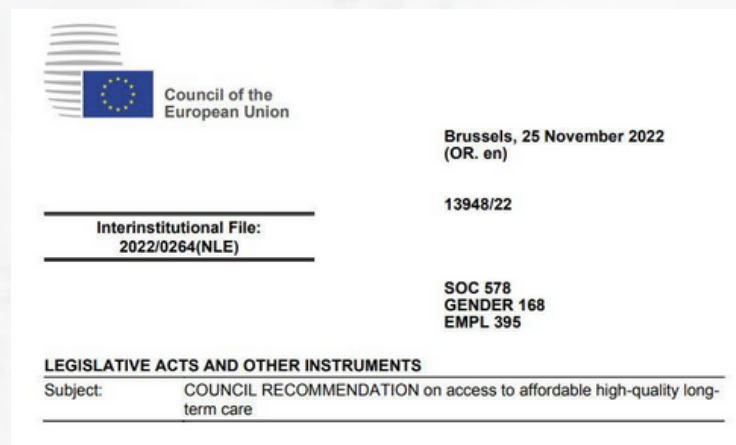 Council of the
European Union
Brussels, 25 November 2022
(OR. en)
13948/22
Interinstitutional File:
2022/0264(NLE)
SOC 578
GENDER 168
EMPL 395
LEGISLATIVE ACTS AND OTHER INSTRUMENTS
Subject: COUNCIL RECOMMENDATION on access to affordable high-quality long-
term care